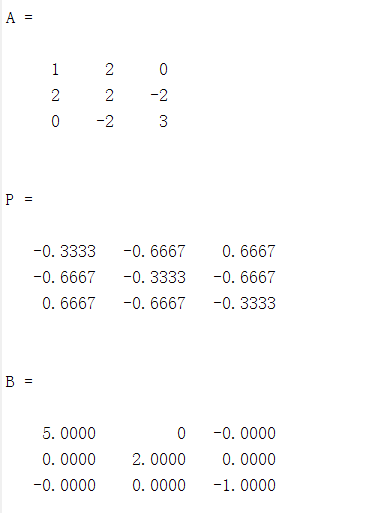 A =
1 2 0
2 2 -2
0 -2 3
P =
-0.3333 -0.6667 0.6667
-0.6667 -0.3333 -0.6667
0.6667 -0.6667 -0.3333
B =
5.0000 0 -0.0000
0.0000 2.0000 0.0000
-0.0000 0.0000 -1.0000